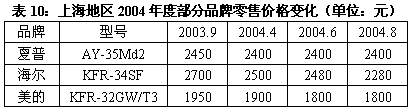 表 10：上海地区 2004 年度部分品牌零售价格变化（单位：元）
品牌 型号 2003.9 2004.4 2004.6 2004.8
夏普 AY-35Md2 2450 2400 2400 2400
海尔 KFR-34SF 2700 2500 2480 2280
美的 KFR-32GW/T3 1950 1900 1800 1800